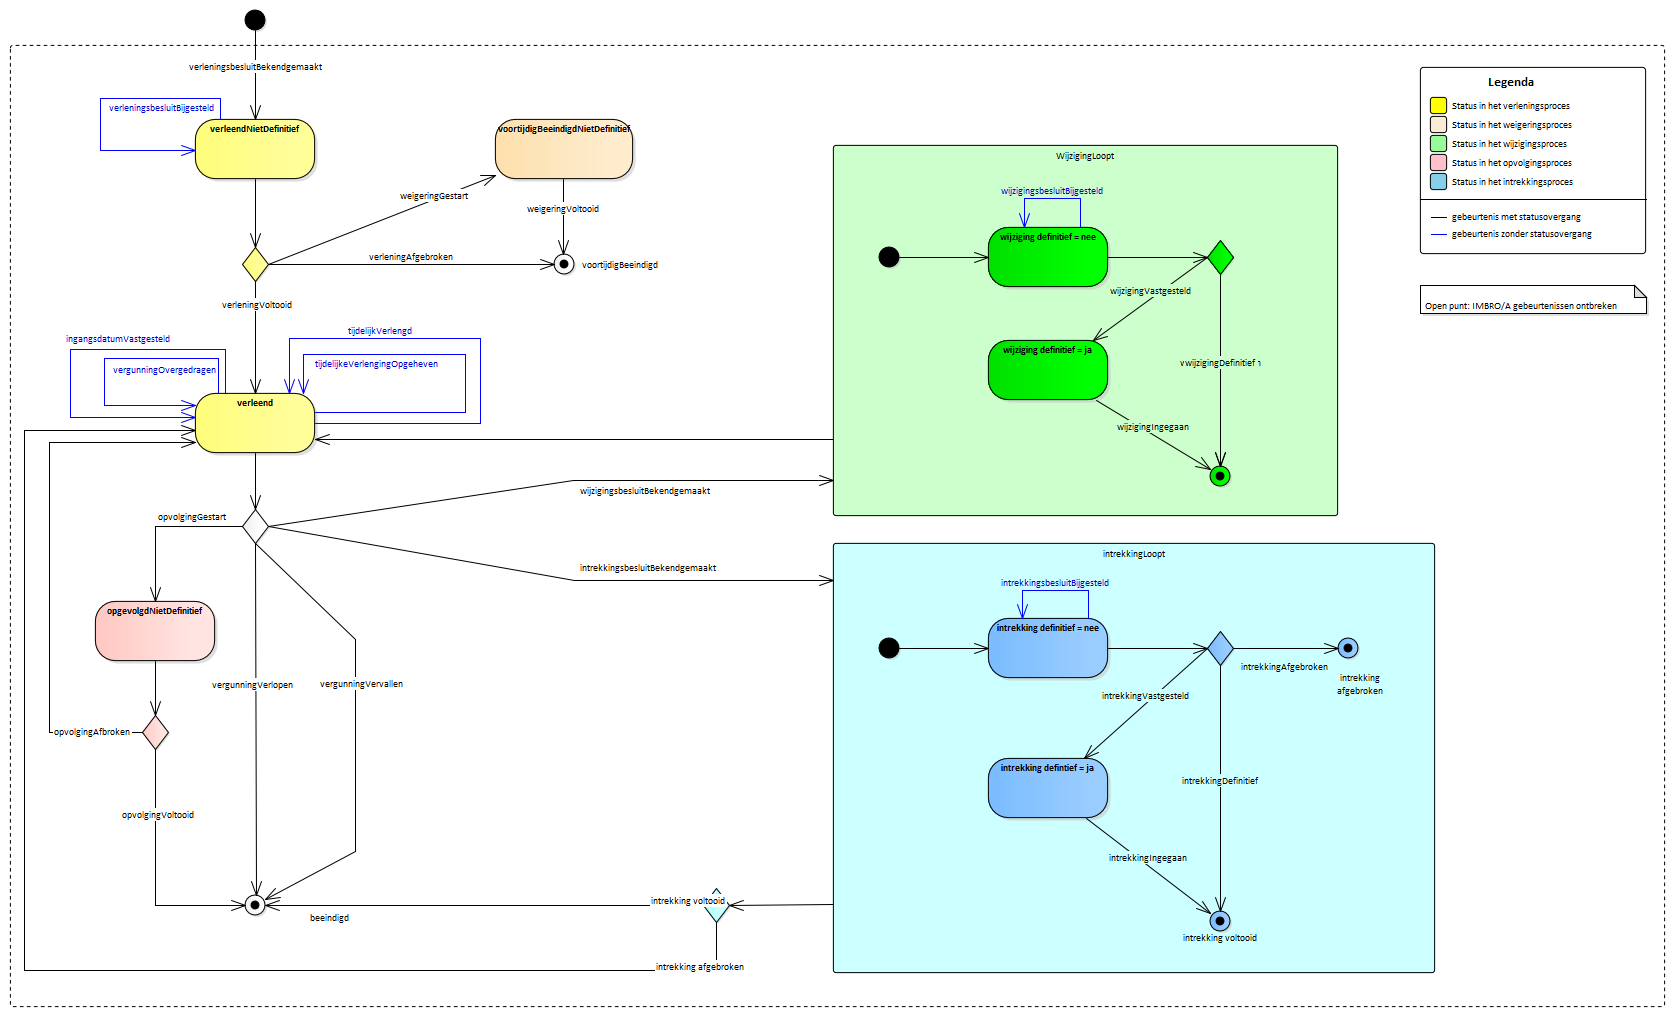 verleningsbesluitBekendgemaakt
verleningsbesluitBijgesteld
verleendNietDefinitief
voortijdigBeeindigdNietDefinitief
weigeringGestart
weigeringVoltooid
verleningAfgebroken
voortijdigBeeindigd
verleningVoltooid
ingangsdatumVastgesteld
tijdelijkVerlengd
vergunningOvergedragen
tijdelijkeVerlengingOpgeheven
verleend
wijzigingsbesluitBekendgemaakt
opvolgingGestart
intrekkingsbesluitBekendgemaakt
opgevolgdNietDefinitief
vergunningVerlopen
vergunningVervallen
opvolgingAfbroken
opvolgingVoltooid
beeindigd
intrekking voltooid
intrekking afgebroken
WijzigingLoopt
wijzigingsbesluitBijgesteld
wijziging definitief = nee
wijzigingVastgesteld
wijziging definitief = ja
wijzigingDefinitief
wijzigingIngegaan
intrekkingLoopt
intrekkingsbesluitBijgesteld
intrekking definitief = nee
intrekkingAfgebroken
intrekking
afgebroken
intrekkingVastgesteld
intrekking defintief = ja
intrekkingDefinitief
intrekkingIngegaan
intrekking voltooid
Legenda
Status in het verleningsproces
Status in het weigeringsproces
Status in het wijzigingsproces
Status in het opvolgingsproces
Status in het intrekkingsproces
gebeurtenis met statusovergang
gebeurtenis zonder statusovergang
Open punt: IMBRO/A gebeurtenissen ontbreken